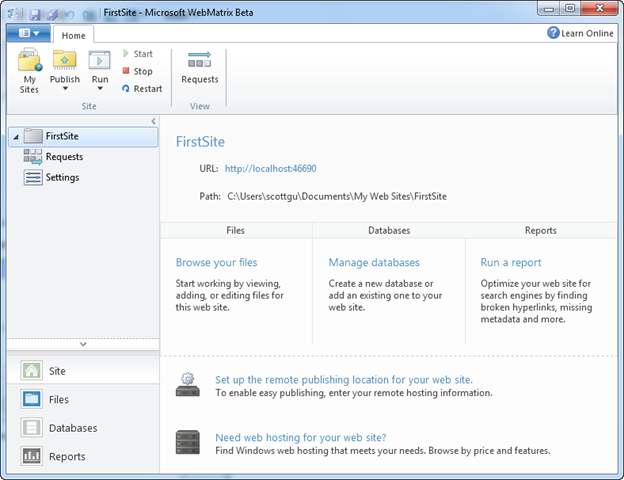 FirstSite - Microsoft WebMatrix Beta
Home
Learn Online
My Sites
Publish
Run
Start
Stop
Restart
Site
Requests
View
FirstSite
Requests
Settings
Site
Files
Databases
Reports
FirstSite
URL: http://localhost:46690
Path: C:\Users\scottgu\Documents\My Web Sites\FirstSite
Files
Databases
Reports
Browse your files
Start working by viewing,
adding, or editing files for
this web site.
Manage databases
Create a new database or
add an existing one to your
web site.
Run a report
Optimize your web site for
search engines by finding
broken hyperlinks, missing
metadata and more.
Set up the remote publishing location for your web site.
To enable easy publishing, enter your remote hosting information.
Need web hosting for your web site?
Find Windows web hosting that meets your needs. Browse by price and features.